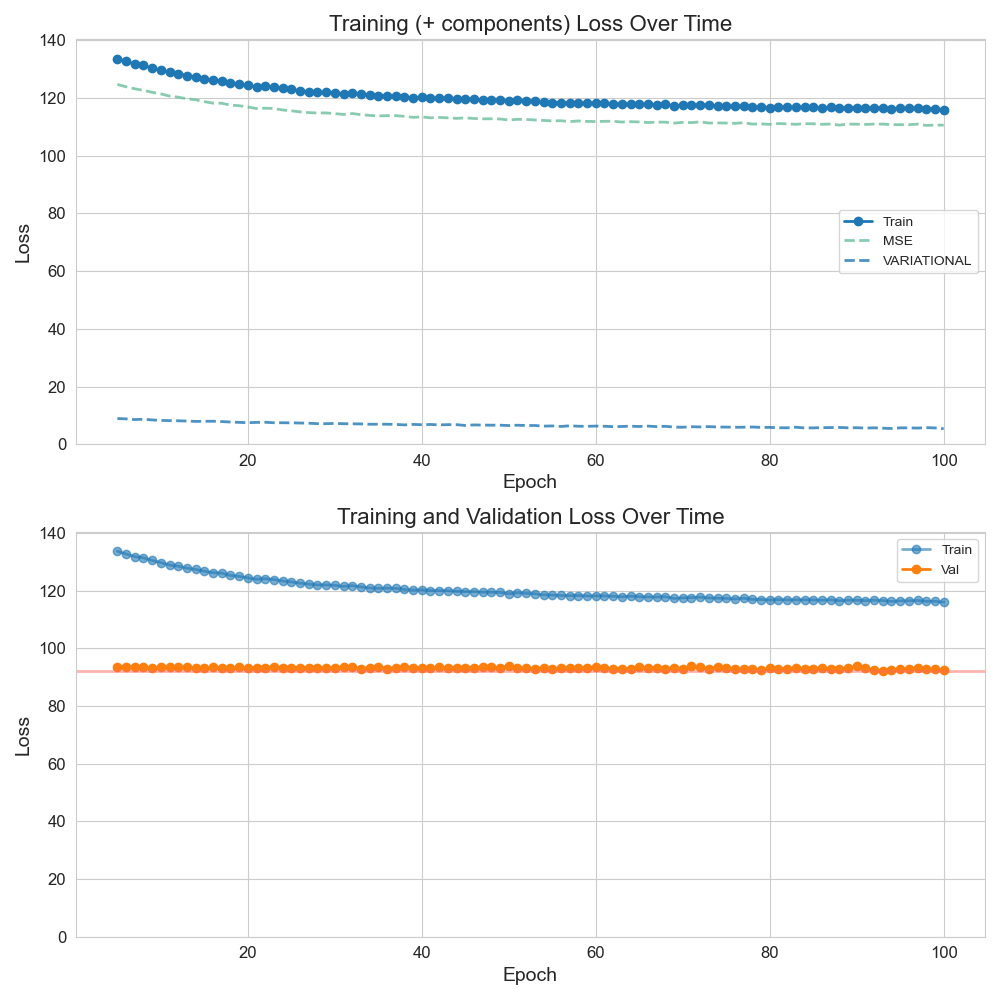 Training (+ components) Loss Over Time
140
120
100
80
60
40
20
0
Loss
Train
MSE
VARIATIONAL
20 40 60 80 100
Epoch
Training and Validation Loss Over Time
140
120
100
80
60
40
20
0
Loss
Train
Val
20 40 60 80 100
Epoch